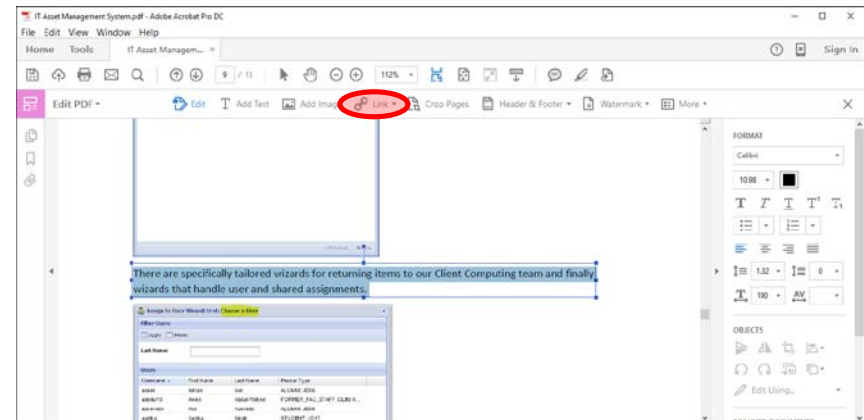 IT Asset Management System.pdf - Adobe Acrobat Pro DC
File Edit View Window Help
Home Tools IT Asset Managem... × Sign In
9 / 11 112%
Edit PDF Edit Add Text Add Image Link Crop Pages Header & Footer Watermark More
FORMAT
Calibri
There are specifically tailored wizards for returning items to our Client Computing team and finally
wizards that handle user and shared assignments.
1.32 0
100 AV
Assign to User Wizard Choose a User
Filter Users
Last Name:
OBJECTS
Users
Username First Name Last Name Person Type
Edit Using...